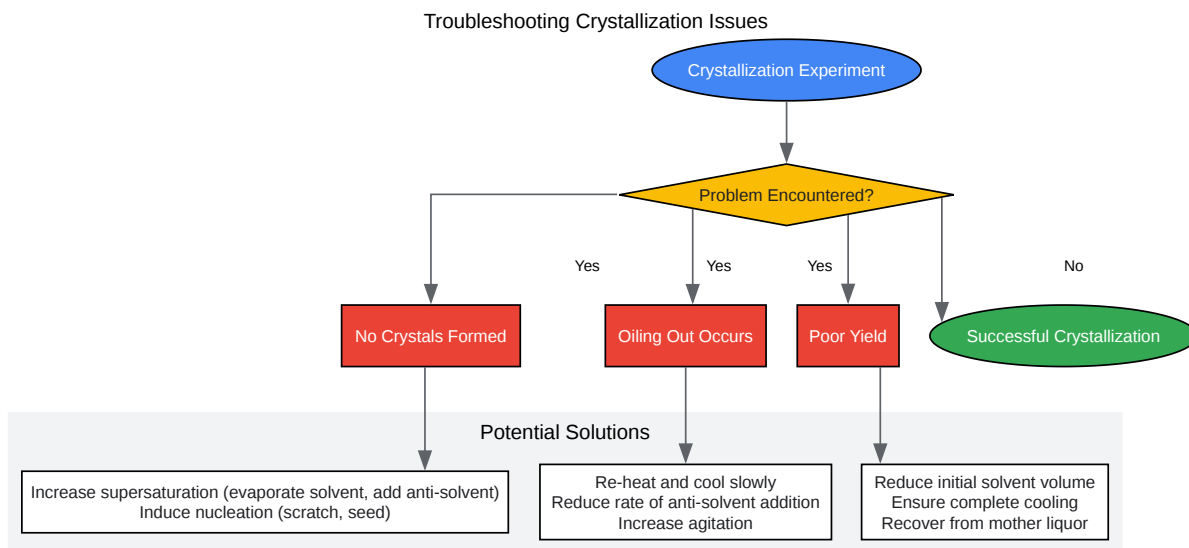 Troubleshooting Crystallization Issues
Crystallization Experiment
Problem Encountered?
Yes
Yes
Yes
No
No Crystals Formed
Oiling Out Occurs
Poor Yield
Successful Crystallization
Potential Solutions
Increase supersaturation (evaporate solvent, add anti-solvent)
Induce nucleation (scratch, seed)
Re-heat and cool slowly
Reduce rate of anti-solvent addition
Increase agitation
Reduce initial solvent volume
Ensure complete cooling
Recover from mother liquor